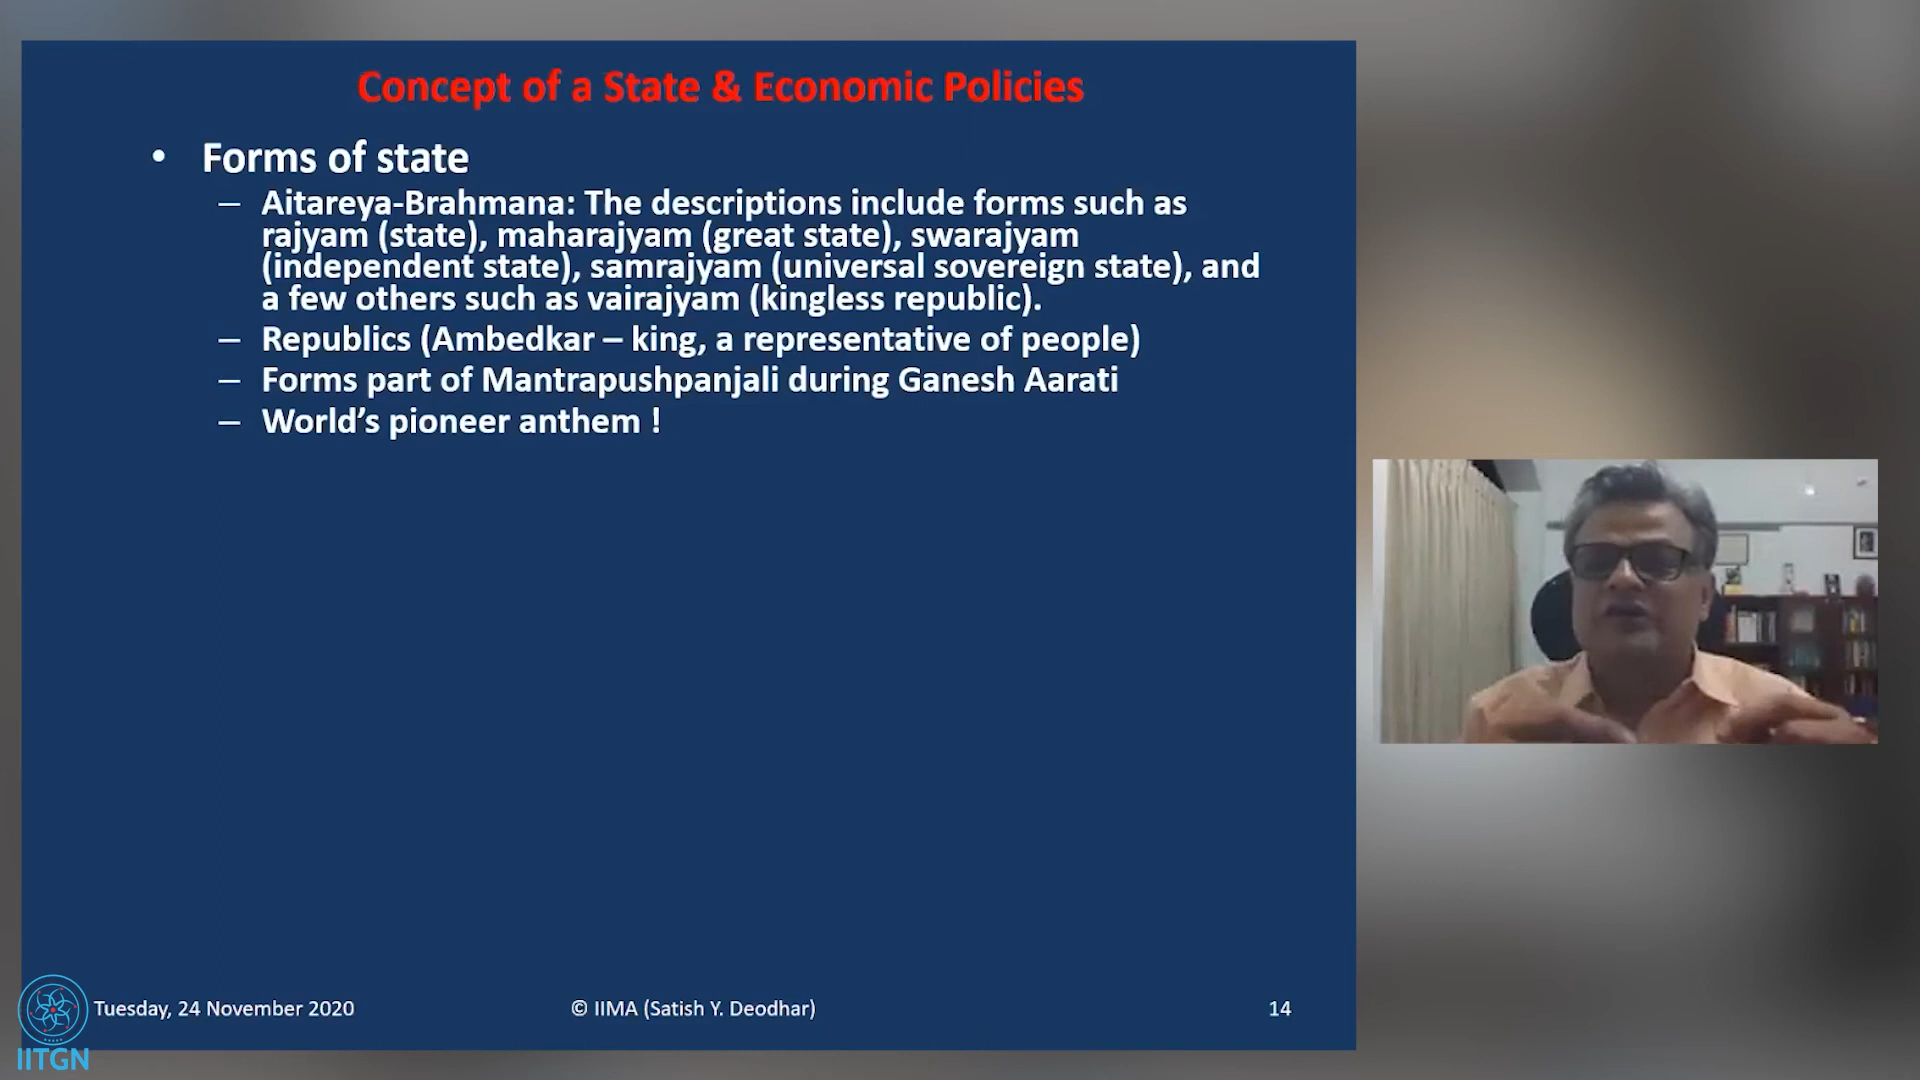 Concept of a State & Economic Policies
• Forms of state
– Aitareya-Brahmana: The descriptions include forms such as
rajyam (state), maharajyam (great state), swarajyam
(independent state), samrajyam (universal sovereign state), and
a few others such as vairajyam (kingless republic).
– Republics (Ambedkar – king, a representative of people)
– Forms part of Mantrapushpanjali during Ganesh Aarati
– World’s pioneer anthem !
Tuesday, 24 November 2020
© IIMA (Satish Y. Deodhar)
14
IITGN